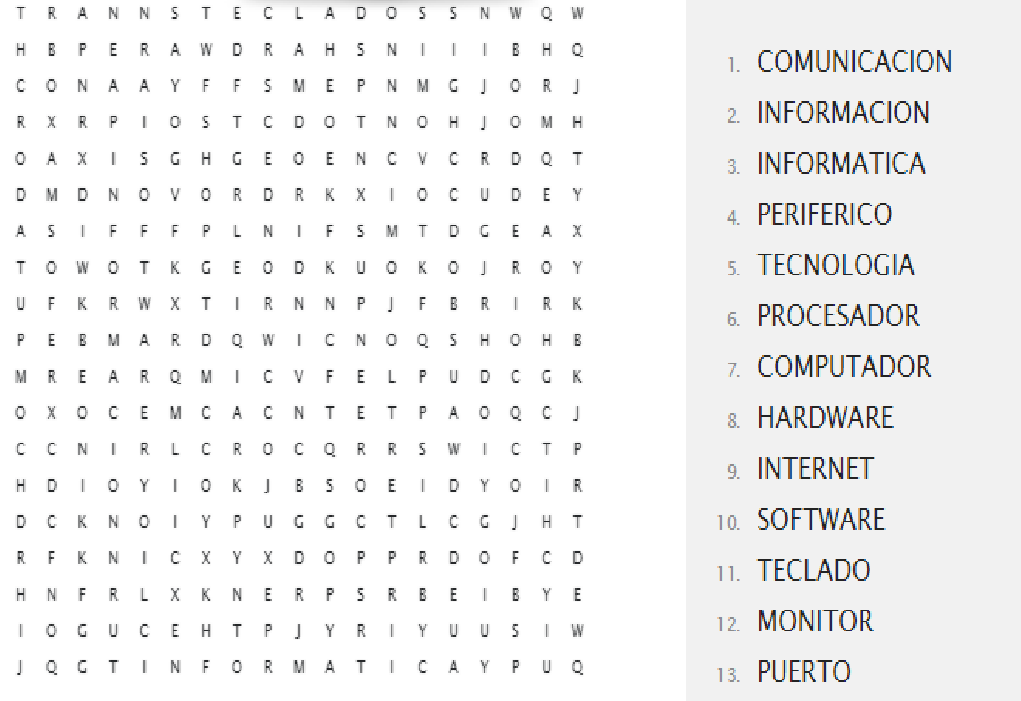 T R A N N S T E C L A D O S S N W Q W
H B P E R A W D R A H S N I I I B H Q
C O N A A Y F F S M E P N M G J O R J
R X R P I O S T C D O T N O H J O M H
O A X I S G H G E O E N C V C R D Q T
D M D N O V O R D R K X I O C U D E Y
A S I F F F P L N I F S M T D G E A X
T O W O T K G E O D K U O K O J R O Y
U F K R W X T I R N N P J F B R I R K
P E B M A R D Q W I C N O Q S H O H B
M R E A R Q M I C V F E L P U D C G K
O X O C E M C A C N T E T P A O Q C J
C C N I R L C R O C Q R R S W I C T P
H D I O Y I O K J B S O E I D Y O I R
D C K N O I Y P U G G C T L C G J H T
R F K N I C X Y X D O P P R D O F C D
H N F R L X K N E R P S R B E I B Y E
I O G U C E H T P J Y R I Y U U S I W
J Q G T I N F O R M A T I C A Y P U Q
1. COMUNICACION
2. INFORMACION
3. INFORMATICA
4. PERIFERICO
5. TECNOLOGIA
6. PROCESADOR
7. COMPUTADOR
8. HARDWARE
9. INTERNET
10. SOFTWARE
11. TECLADO
12. MONITOR
13. PUERTO